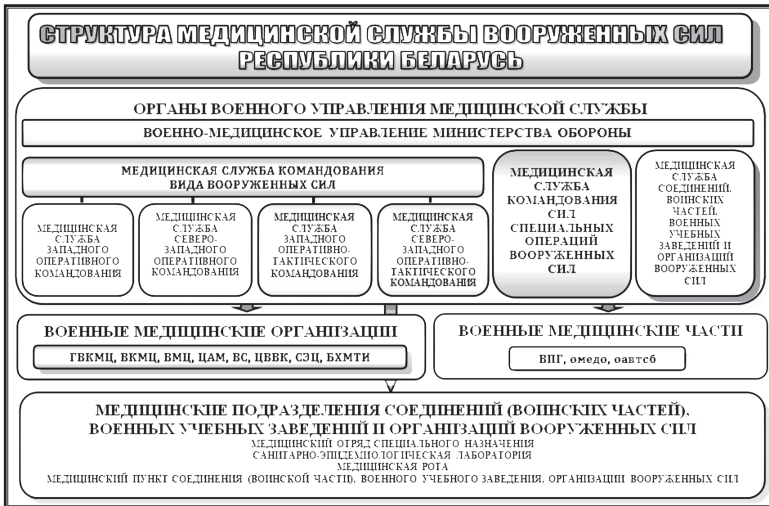 СТРУКТУРА МЕДИЦИНСКОЙ СЛУЖБЫ ВООРУЖЕННЫХ СИЛ
РЕСПУБЛИКИ БЕЛАРУСЬ
ОРГАНЫ ВОЕННОГО УПРАВЛЕНИЯ МЕДИЦИНСКОЙ СЛУЖБЫ
ВОЕННО-МЕДИЦИНСКОЕ УПРАВЛЕНИЕ МИНИСТЕРСТВА ОБОРОНЫ
МЕДИЦИНСКАЯ СЛУЖБА КОМАНДОВАНИЯ
ВИДА ВООРУЖЕННЫХ СИЛ
МЕДИЦИНСКАЯ
СЛУЖБА
ЗАПАДНОГО
ОПЕРАТИВНОГО
КОМАНДОВАНИЯ
МЕДИЦИНСКАЯ
СЛУЖБА
СЕВЕРО-
ЗАПАДНОГО
ОПЕРАТИВНОГО
КОМАНДОВАНИЯ
МЕДИЦИНСКАЯ
СЛУЖБА
ЗАПАДНОГО
ОПЕРАТИВНО-
ТАКТИЧЕСКОГО
КОМАНДОВАНИЯ
МЕДИЦИНСКАЯ
СЛУЖБА
СЕВЕРО-
ЗАПАДНОГО
ОПЕРАТИВНО-
ТАКТИЧЕСКОГО
КОМАНДОВАНИЯ
МЕДИЦИНСКАЯ
СЛУЖБА
КОМАНДОВАНИЯ
СИЛ
СПЕЦИАЛЬНЫХ
ОПЕРАЦИЙ
ВООРУЖЕННЫХ
СИЛ
МЕДИЦИНСКАЯ
СЛУЖБА
СОЕДИНЕНИЙ,
ВОИНСКИХ
ЧАСТЕЙ,
ВОЕННЫХ
УЧЕБНЫХ
ЗАВЕДЕНИЙ И
ОРГАНИЗАЦИЙ
ВООРУЖЕННЫХ
СИЛ
ВОЕННЫЕ МЕДИЦИНСКИЕ ОРГАНИЗАЦИИ
ГВКМЦ, ВКМЦ, ВМЦ, ЦАМ, ВС, ЦВВК, СЭЦ, БХМТИ
ВОЕННЫЕ МЕДИЦИНСКИЕ ЧАСТИ
ВПГ, омедо, оавтсб
МЕДИЦИНСКИЕ ПОДРАЗДЕЛЕНИЯ СОЕДИНЕНИЙ (ВОИНСКИХ ЧАСТЕЙ),
ВОЕННЫХ УЧЕБНЫХ ЗАВЕДЕНИЙ И ОРГАНИЗАЦИЙ ВООРУЖЕННЫХ СИЛ
МЕДИЦИНСКИЙ ОТРЯД СПЕЦИАЛЬНОГО НАЗНАЧЕНИЯ
САНИТАРНО-ЭПИДЕМИОЛОГИЧЕСКАЯ ЛАБОРАТОРИЯ
МЕДИЦИНСКАЯ РОТА
МЕДИЦИНСКИЙ ПУНКТ СОЕДИНЕНИЯ (ВОИНСКОЙ ЧАСТИ), ВОЕННОГО УЧЕБНОГО ЗАВЕДЕНИЯ, ОРГАНИЗАЦИИ ВООРУЖЕННЫХ СИЛ